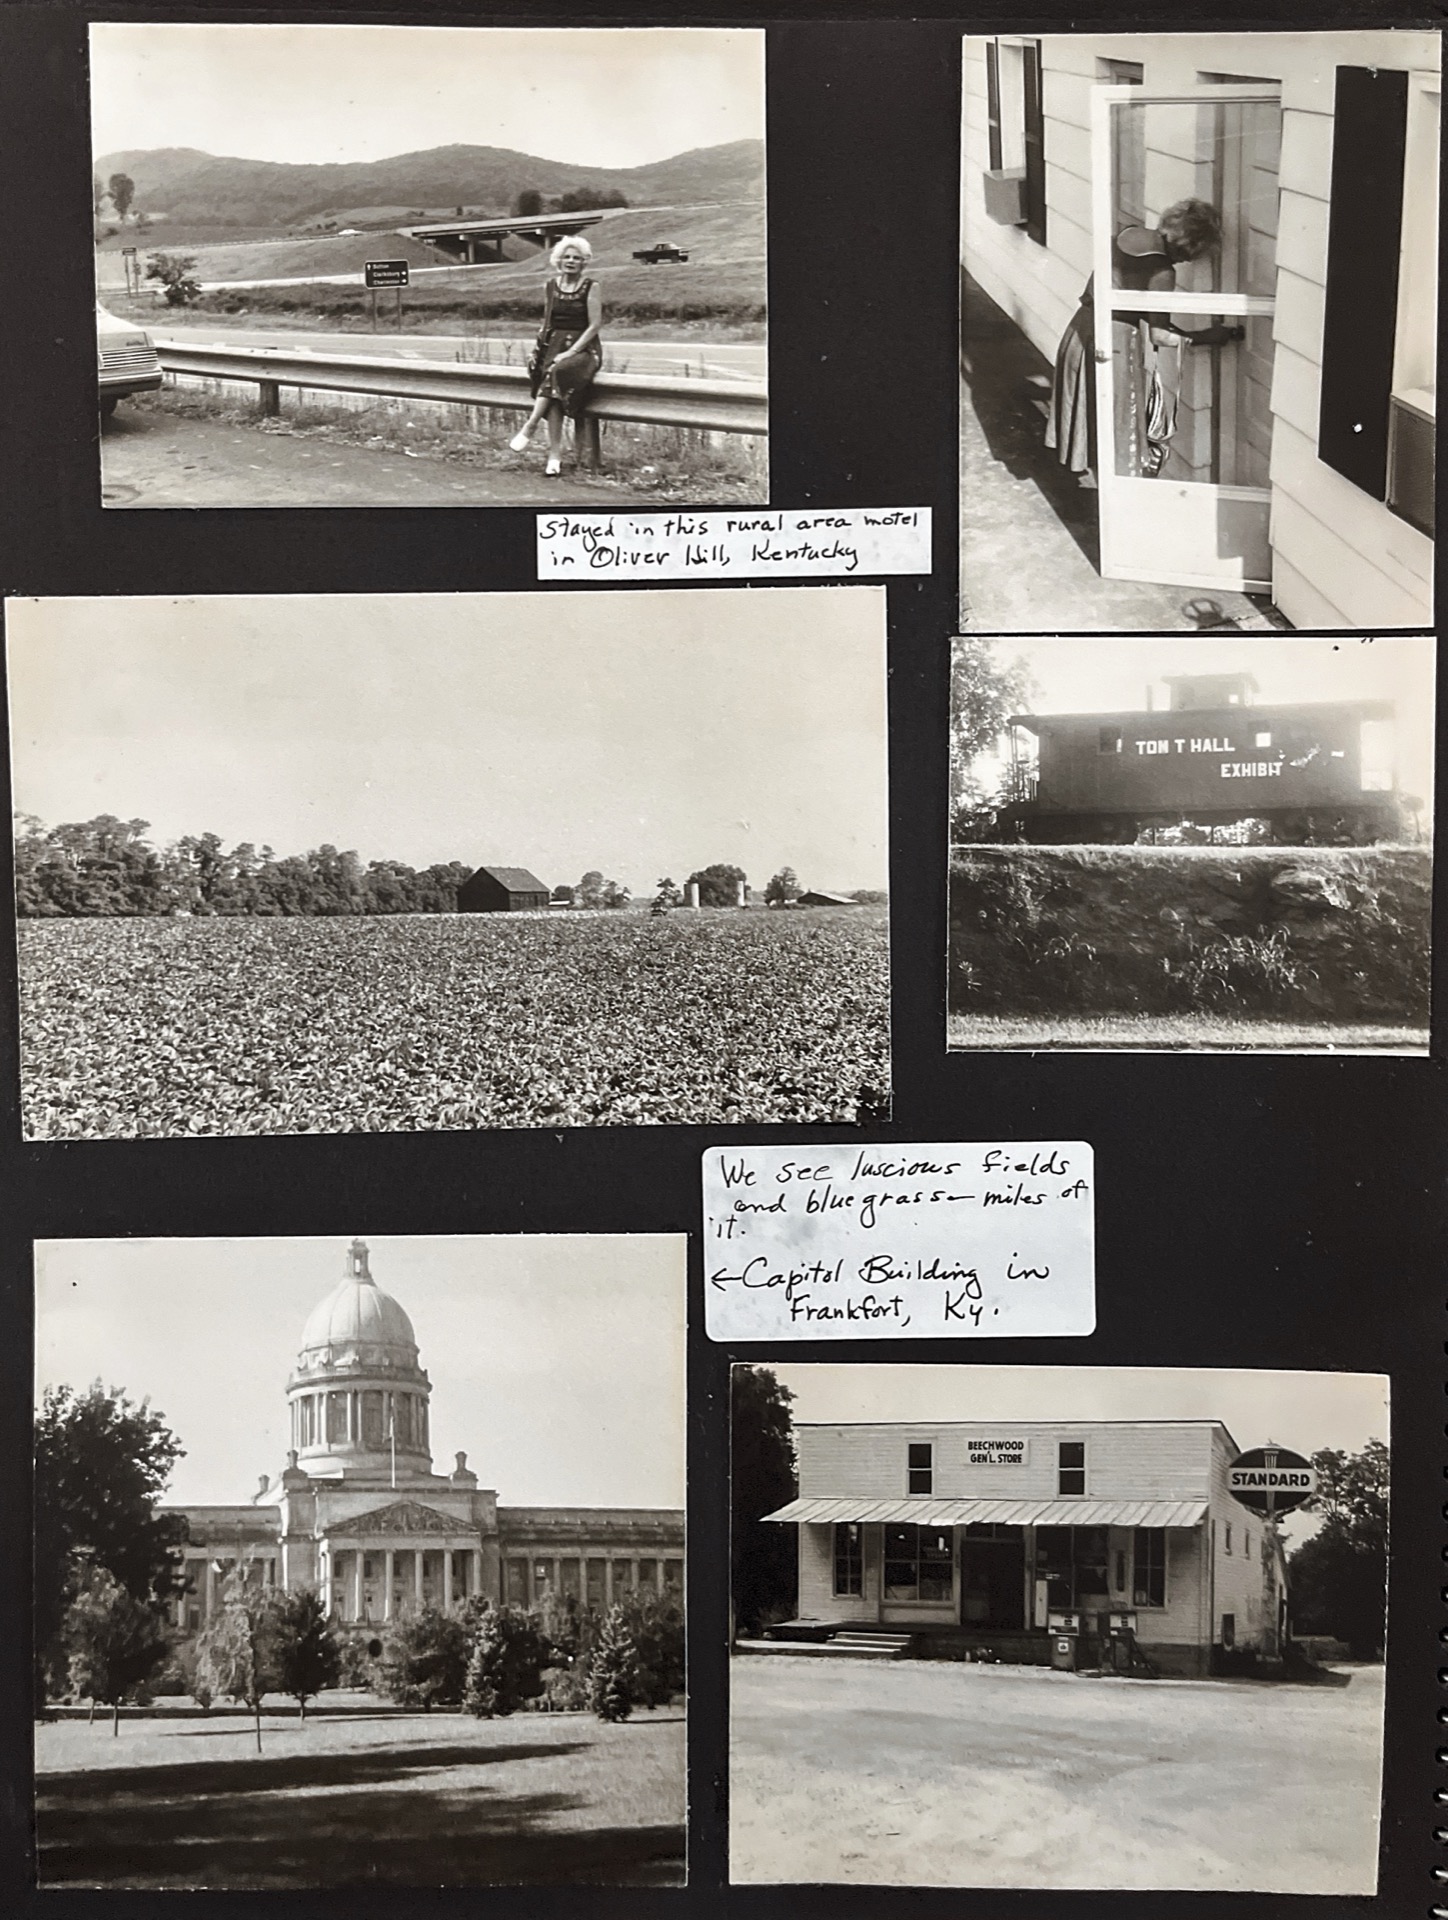 Sutton
Clarksburg
Charleston
Stayed in this rural area motel
in Oliver Hill, Kentucky
TOM T HALL
EXHIBIT
We see luscious fields
and bluegrass— miles of
it.
←Capitol Building in
Frankfort, Ky.
BEECHWOOD
GEN'L. STORE
STANDARD